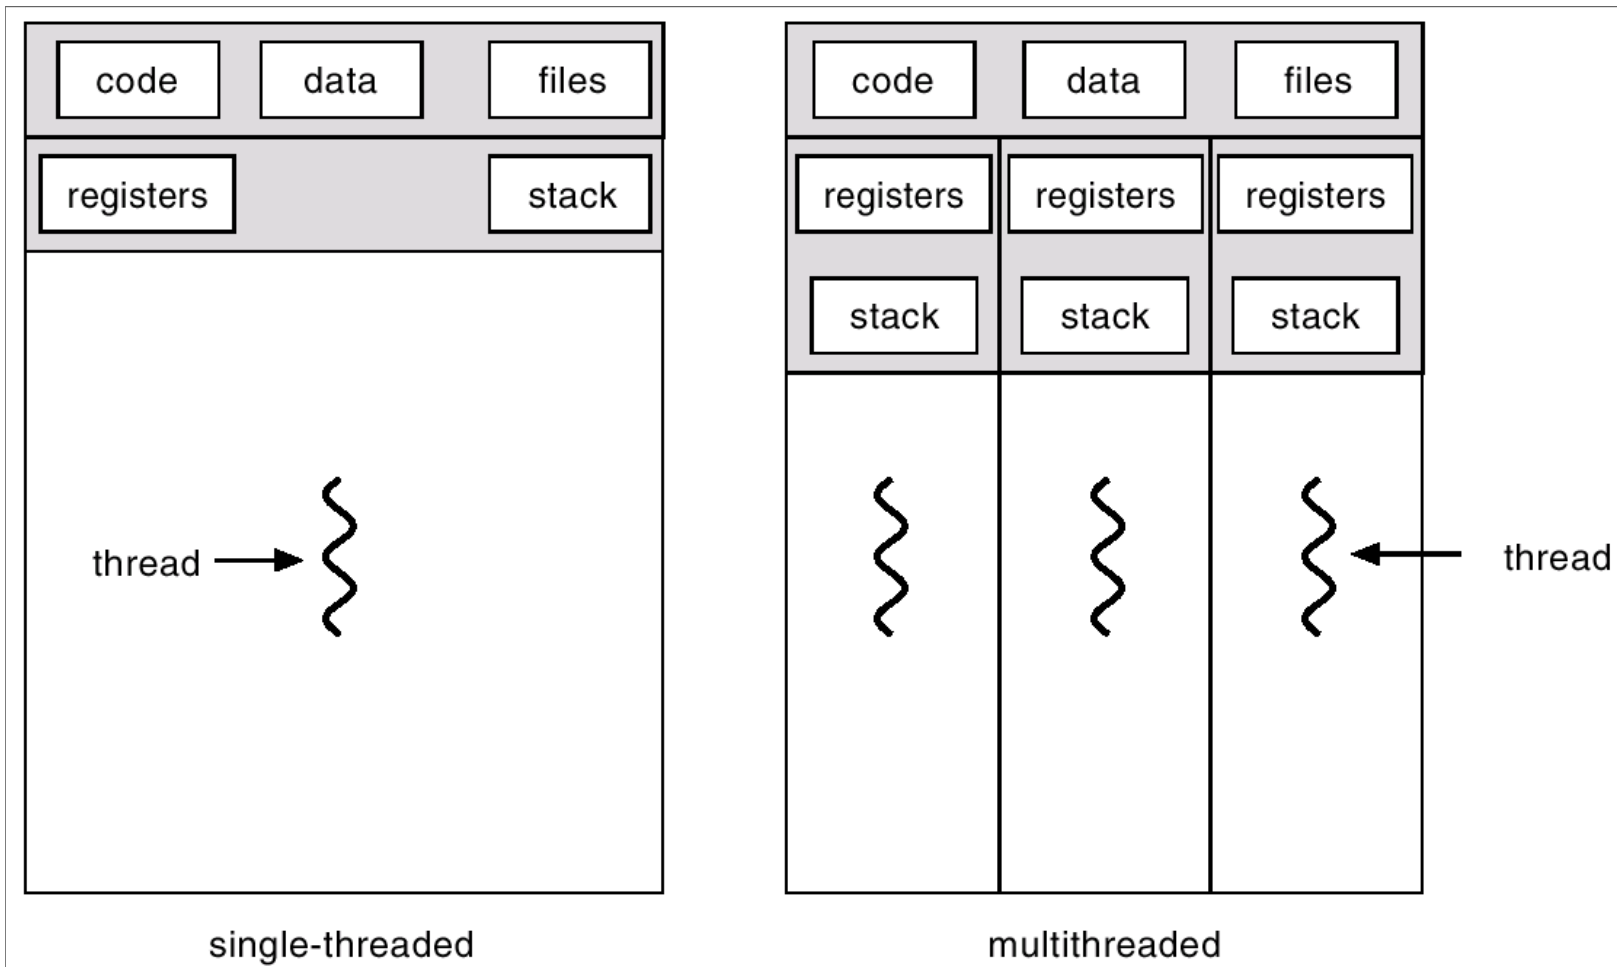 code data files
registers stack
thread
single-threaded
code data files
registers registers registers
stack stack stack
thread
multithreaded